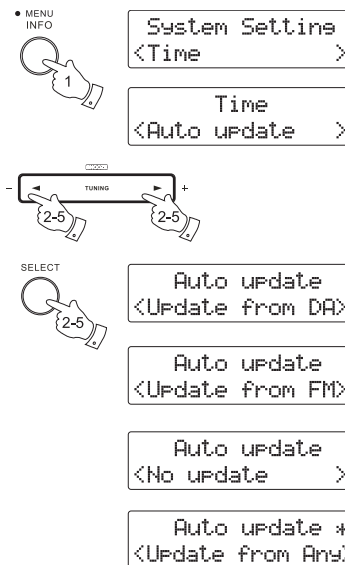 MENU
INFO
1
System Setting
<Time >
Time
<Auto update >
– ◄ TUNING ► +
2-5 2-5
SELECT
2-5
Auto update
<Update from DA>
Auto update
<Update from FM>
Auto update
<No update >
Auto update *
<Update from Any>